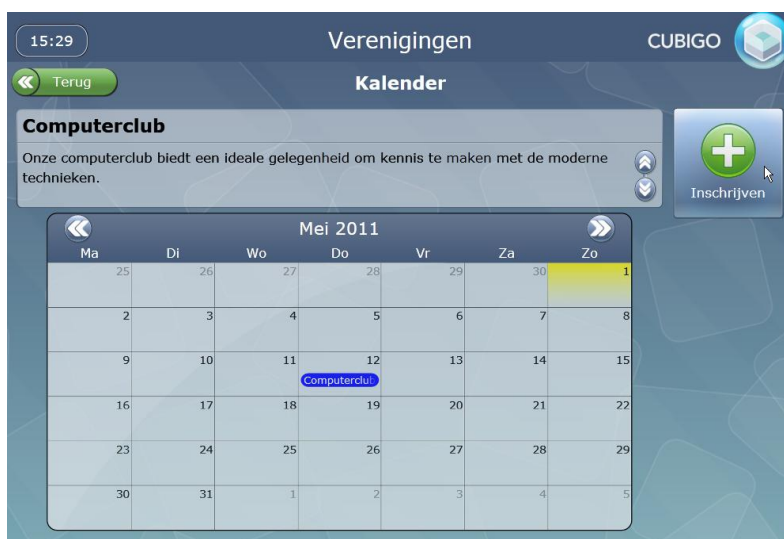 15:29
Verenigingen
CUBIGO
Terug
Kalender
Computerclub
Onze computerclub biedt een ideale gelegenheid om kennis te maken met de moderne
technieken.
Inschrijven
Mei 2011
Ma Di Wo Do Vr Za Zo
25 26 27 28 29 30 1
2 3 4 5 6 7 8
9 10 11 12 13 14 15
Computerclub
16 17 18 19 20 21 22
23 24 25 26 27 28 29
30 31 1 2 3 4 5